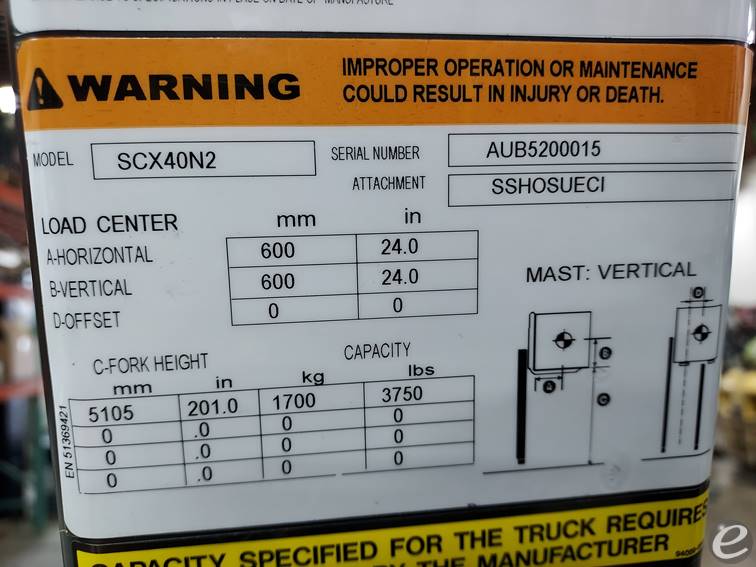 WARNING
IMPROPER OPERATION OR MAINTENANCE
COULD RESULT IN INJURY OR DEATH.
MODEL SCX40N2 SERIAL NUMBER AUB5200015
ATTACHMENT SSHOSUECI
LOAD CENTER mm in
A-HORIZONTAL 600 24.0
B-VERTICAL 600 24.0
D-OFFSET 0 0
MAST: VERTICAL
D
B
A C
C-FORK HEIGHT CAPACITY
mm in kg lbs
5105 201.0 1700 3750
0 .0 0 0
0 .0 0 0
0 .0 0 0
EN 51369421
CAPACITY SPECIFIED FOR THE TRUCK REQUIRES
BY THE MANUFACTURER
e